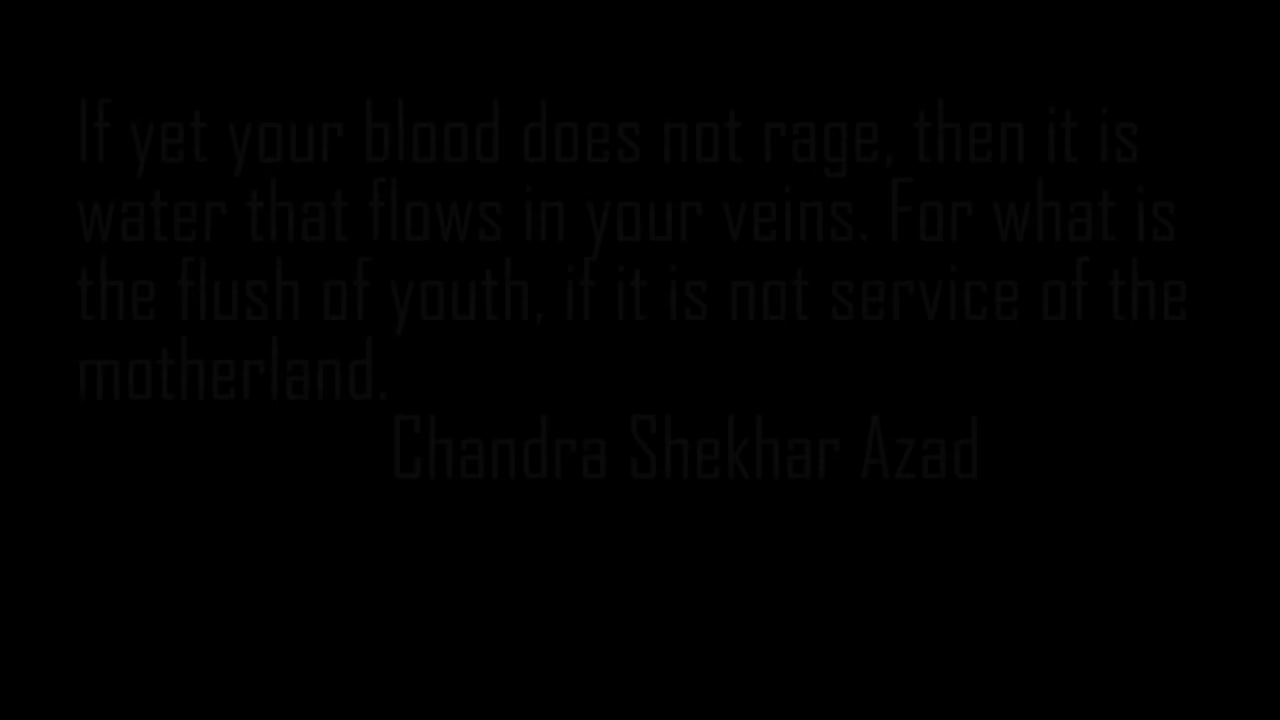 If yet your blood does not rage, then it is
water that flows in your veins. For what is
the flush of youth, if it is not service of the
motherland.
Chandra Shekhar Azad